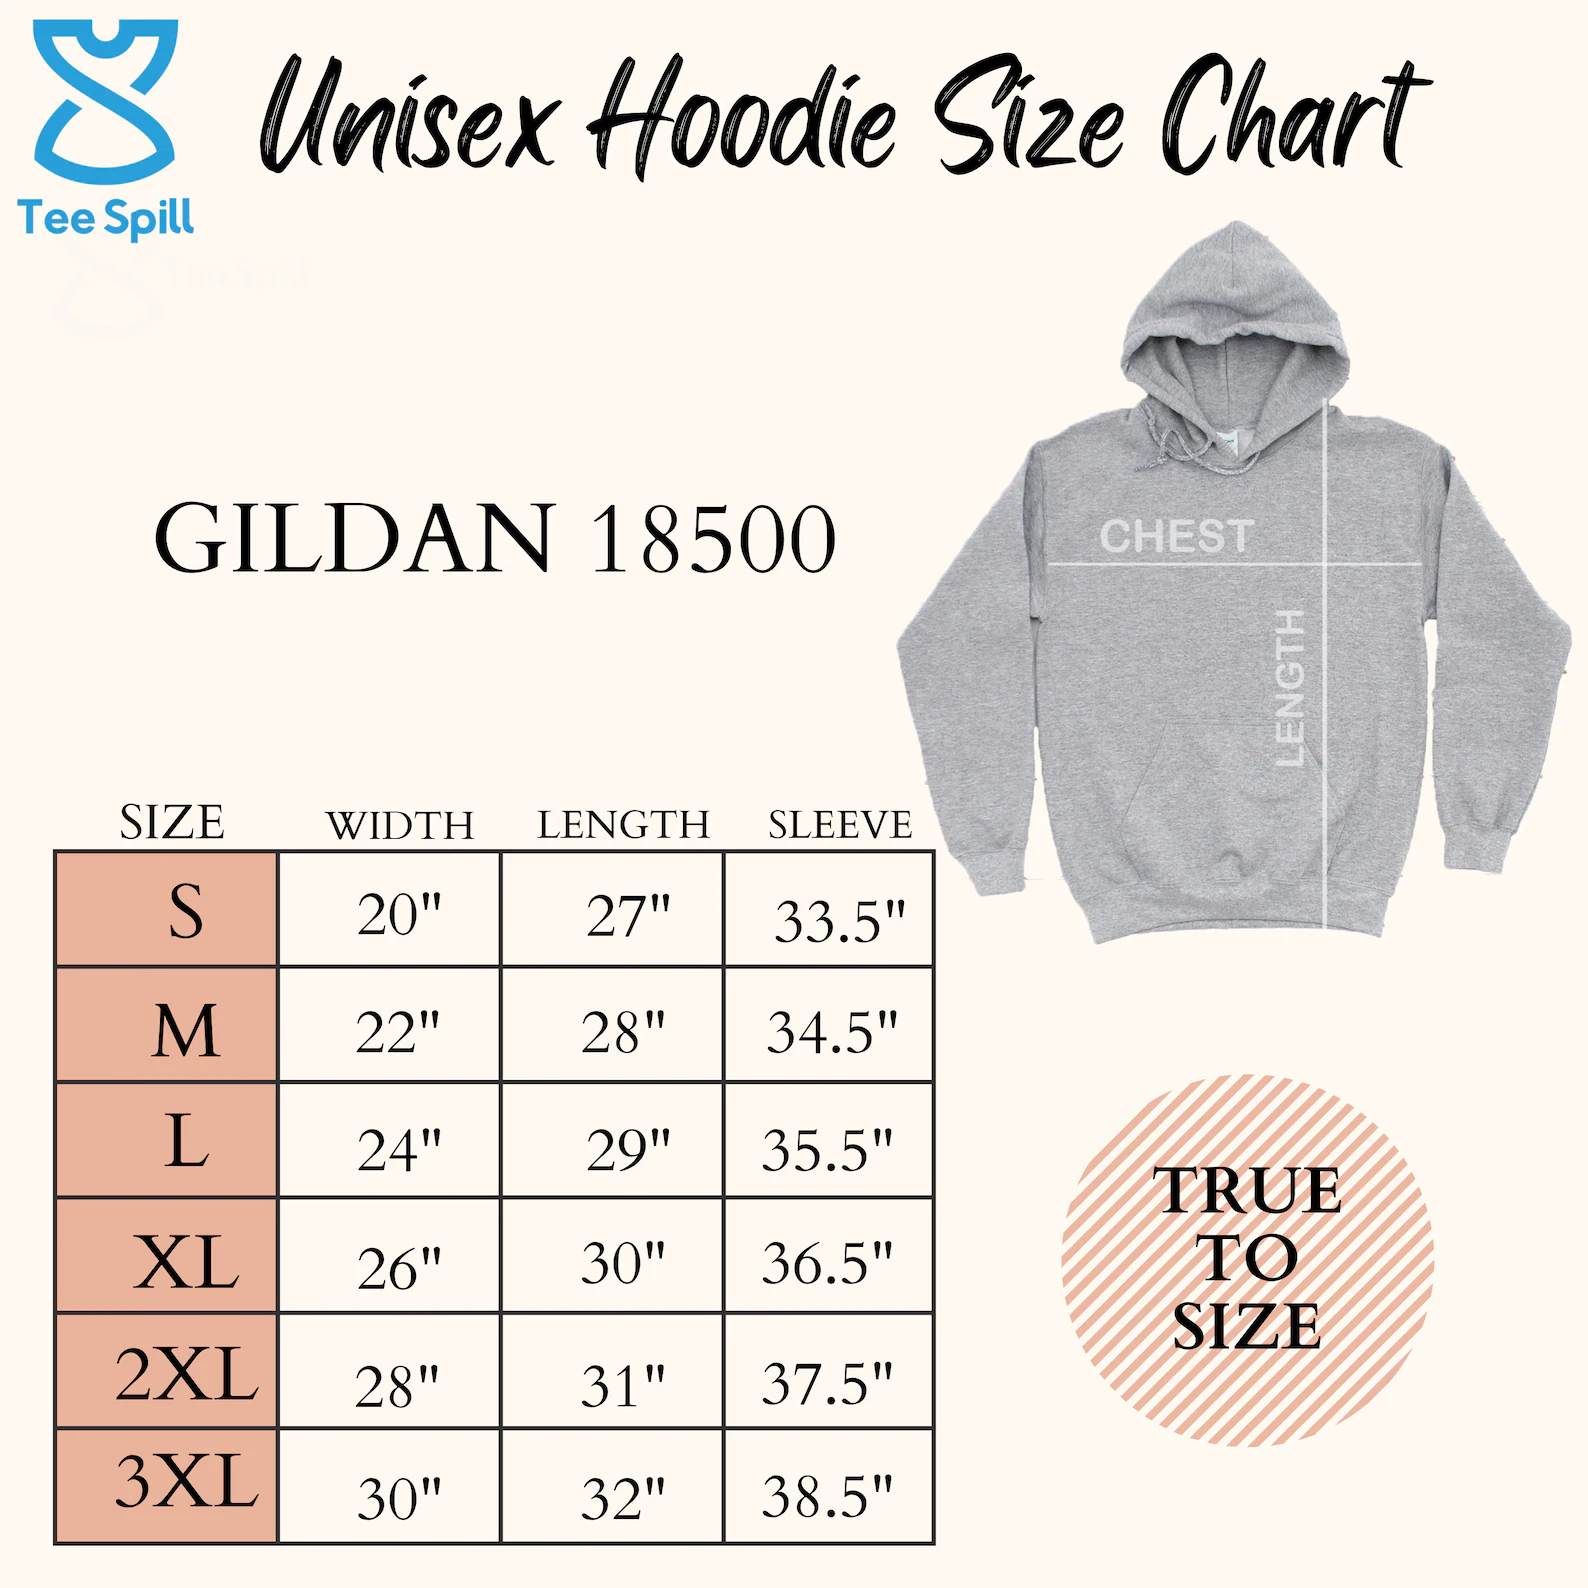 Tee Spill
Unisex Hoodie Size Chart
Tee Spill
GILDAN 18500
CHEST
LENGTH
SIZE WIDTH LENGTH SLEEVE
S 20" 27" 33.5"
M 22" 28" 34.5"
L 24" 29" 35.5"
XL 26" 30" 36.5"
2XL 28" 31" 37.5"
3XL 30" 32" 38.5"
TRUE
TO
SIZE